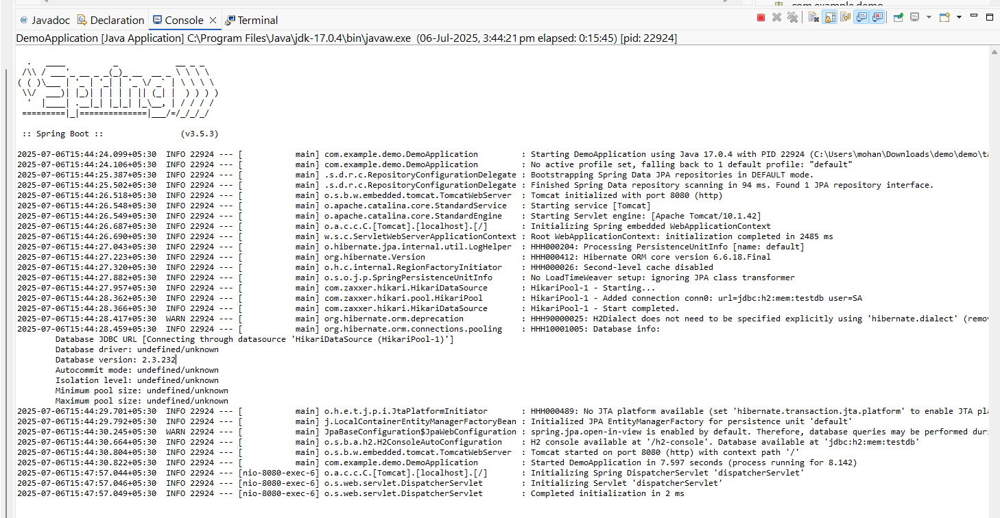 com.example.demo
@ Javadoc Declaration Console Terminal
DemoApplication [Java Application] C:\Program Files\Java\jdk-17.0.4\bin\javaw.exe (06-Jul-2025, 3:44:21 pm elapsed: 0:15:45) [pid: 22924]
  .   ____          _            __ _ _
 /\\ / ___'_ __ _ _(_)_ __  __ _ \ \ \ \
( ( )\___ | '_ | '_| | '_ \/ _` | \ \ \ \
 \\/  ___)| |_)| | | | | || (_| |  ) ) ) )
  '  |____| .__|_| |_|_| |_\__, | / / / /
 =========|_|==============|___/=/_/_/_/
 :: Spring Boot ::                (v3.5.3)
2025-07-06T15:44:24.099+05:30  INFO 22924 --- [           main] com.example.demo.DemoApplication         : Starting DemoApplication using Java 17.0.4 with PID 22924 (C:\Users\mohan\Downloads\demo\demo\ta
2025-07-06T15:44:24.106+05:30  INFO 22924 --- [           main] com.example.demo.DemoApplication         : No active profile set, falling back to 1 default profile: "default"
2025-07-06T15:44:25.387+05:30  INFO 22924 --- [           main] .s.d.r.c.RepositoryConfigurationDelegate : Bootstrapping Spring Data JPA repositories in DEFAULT mode.
2025-07-06T15:44:25.502+05:30  INFO 22924 --- [           main] .s.d.r.c.RepositoryConfigurationDelegate : Finished Spring Data repository scanning in 94 ms. Found 1 JPA repository interface.
2025-07-06T15:44:26.518+05:30  INFO 22924 --- [           main] o.s.b.w.embedded.tomcat.TomcatWebServer  : Tomcat initialized with port 8080 (http)
2025-07-06T15:44:26.548+05:30  INFO 22924 --- [           main] o.apache.catalina.core.StandardService   : Starting service [Tomcat]
2025-07-06T15:44:26.549+05:30  INFO 22924 --- [           main] o.apache.catalina.core.StandardEngine    : Starting Servlet engine: [Apache Tomcat/10.1.42]
2025-07-06T15:44:26.687+05:30  INFO 22924 --- [           main] o.a.c.c.C.[Tomcat].[localhost].[/]       : Initializing Spring embedded WebApplicationContext
2025-07-06T15:44:26.690+05:30  INFO 22924 --- [           main] w.s.c.ServletWebServerApplicationContext : Root WebApplicationContext: initialization completed in 2485 ms
2025-07-06T15:44:27.043+05:30  INFO 22924 --- [           main] o.hibernate.jpa.internal.util.LogHelper  : HHH000204: Processing PersistenceUnitInfo [name: default]
2025-07-06T15:44:27.223+05:30  INFO 22924 --- [           main] org.hibernate.Version                    : HHH000412: Hibernate ORM core version 6.6.18.Final
2025-07-06T15:44:27.320+05:30  INFO 22924 --- [           main] o.h.c.internal.RegionFactoryInitiator    : HHH000026: Second-level cache disabled
2025-07-06T15:44:27.882+05:30  INFO 22924 --- [           main] o.s.o.j.p.SpringPersistenceUnitInfo      : No LoadTimeWeaver setup: ignoring JPA class transformer
2025-07-06T15:44:27.957+05:30  INFO 22924 --- [           main] com.zaxxer.hikari.HikariDataSource       : HikariPool-1 - Starting...
2025-07-06T15:44:28.362+05:30  INFO 22924 --- [           main] com.zaxxer.hikari.pool.HikariPool        : HikariPool-1 - Added connection conn0: url=jdbc:h2:mem:testdb user=SA
2025-07-06T15:44:28.366+05:30  INFO 22924 --- [           main] com.zaxxer.hikari.HikariDataSource       : HikariPool-1 - Start completed.
2025-07-06T15:44:28.417+05:30  WARN 22924 --- [           main] org.hibernate.orm.deprecation            : HHH90000025: H2Dialect does not need to be specified explicitly using 'hibernate.dialect' (remov
2025-07-06T15:44:28.459+05:30  INFO 22924 --- [           main] org.hibernate.orm.connections.pooling    : HHH10001005: Database info:
	Database JDBC URL [Connecting through datasource 'HikariDataSource (HikariPool-1)']
	Database driver: undefined/unknown
	Database version: 2.3.232
	Autocommit mode: undefined/unknown
	Isolation level: undefined/unknown
	Minimum pool size: undefined/unknown
	Maximum pool size: undefined/unknown
2025-07-06T15:44:29.701+05:30  INFO 22924 --- [           main] o.h.e.t.j.p.i.JtaPlatformInitiator       : HHH000489: No JTA platform available (set 'hibernate.transaction.jta.platform' to enable JTA pla
2025-07-06T15:44:29.792+05:30  INFO 22924 --- [           main] j.LocalContainerEntityManagerFactoryBean : Initialized JPA EntityManagerFactory for persistence unit 'default'
2025-07-06T15:44:30.245+05:30  WARN 22924 --- [           main] JpaBaseConfiguration$JpaWebConfiguration : spring.jpa.open-in-view is enabled by default. Therefore, database queries may be performed duri
2025-07-06T15:44:30.664+05:30  INFO 22924 --- [           main] o.s.b.a.h2.H2ConsoleAutoConfiguration    : H2 console available at '/h2-console'. Database available at 'jdbc:h2:mem:testdb'
2025-07-06T15:44:30.804+05:30  INFO 22924 --- [           main] o.s.b.w.embedded.tomcat.TomcatWebServer  : Tomcat started on port 8080 (http) with context path '/'
2025-07-06T15:44:30.822+05:30  INFO 22924 --- [           main] com.example.demo.DemoApplication         : Started DemoApplication in 7.597 seconds (process running for 8.142)
2025-07-06T15:47:57.044+05:30  INFO 22924 --- [nio-8080-exec-6] o.a.c.c.C.[Tomcat].[localhost].[/]       : Initializing Spring DispatcherServlet 'dispatcherServlet'
2025-07-06T15:47:57.046+05:30  INFO 22924 --- [nio-8080-exec-6] o.s.web.servlet.DispatcherServlet        : Initializing Servlet 'dispatcherServlet'
2025-07-06T15:47:57.049+05:30  INFO 22924 --- [nio-8080-exec-6] o.s.web.servlet.DispatcherServlet        : Completed initialization in 2 ms